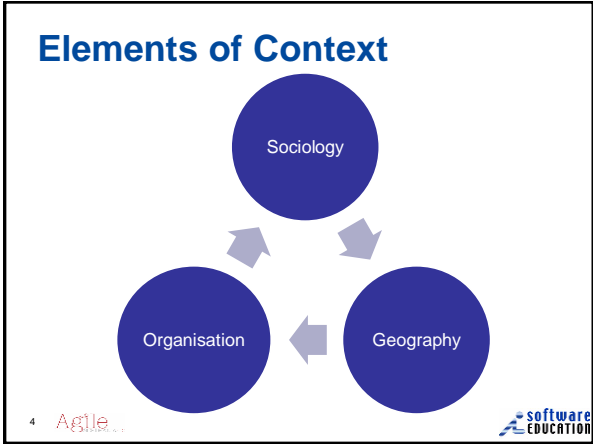 Elements of Context
Sociology
Organisation
Geography
4
Agile
software
EDUCATION